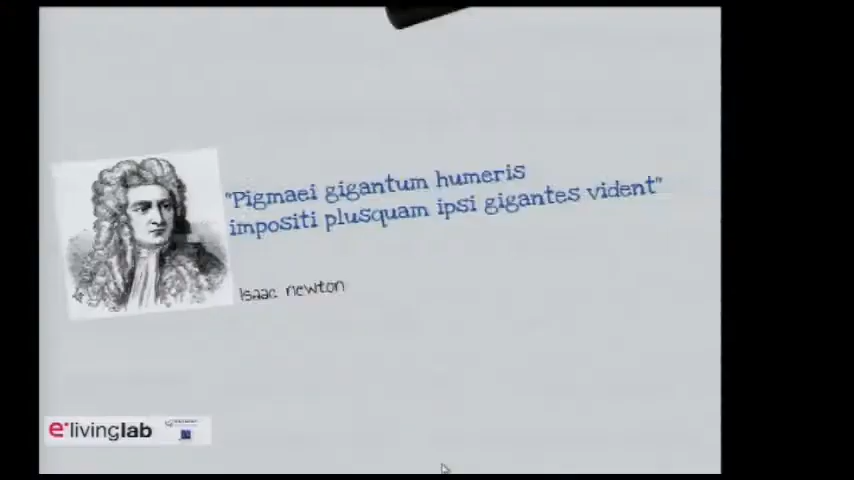 "Pigmaei gigantum humeris
impositi plusquam ipsi gigantes vident"
Isaac newton
e·livinglab